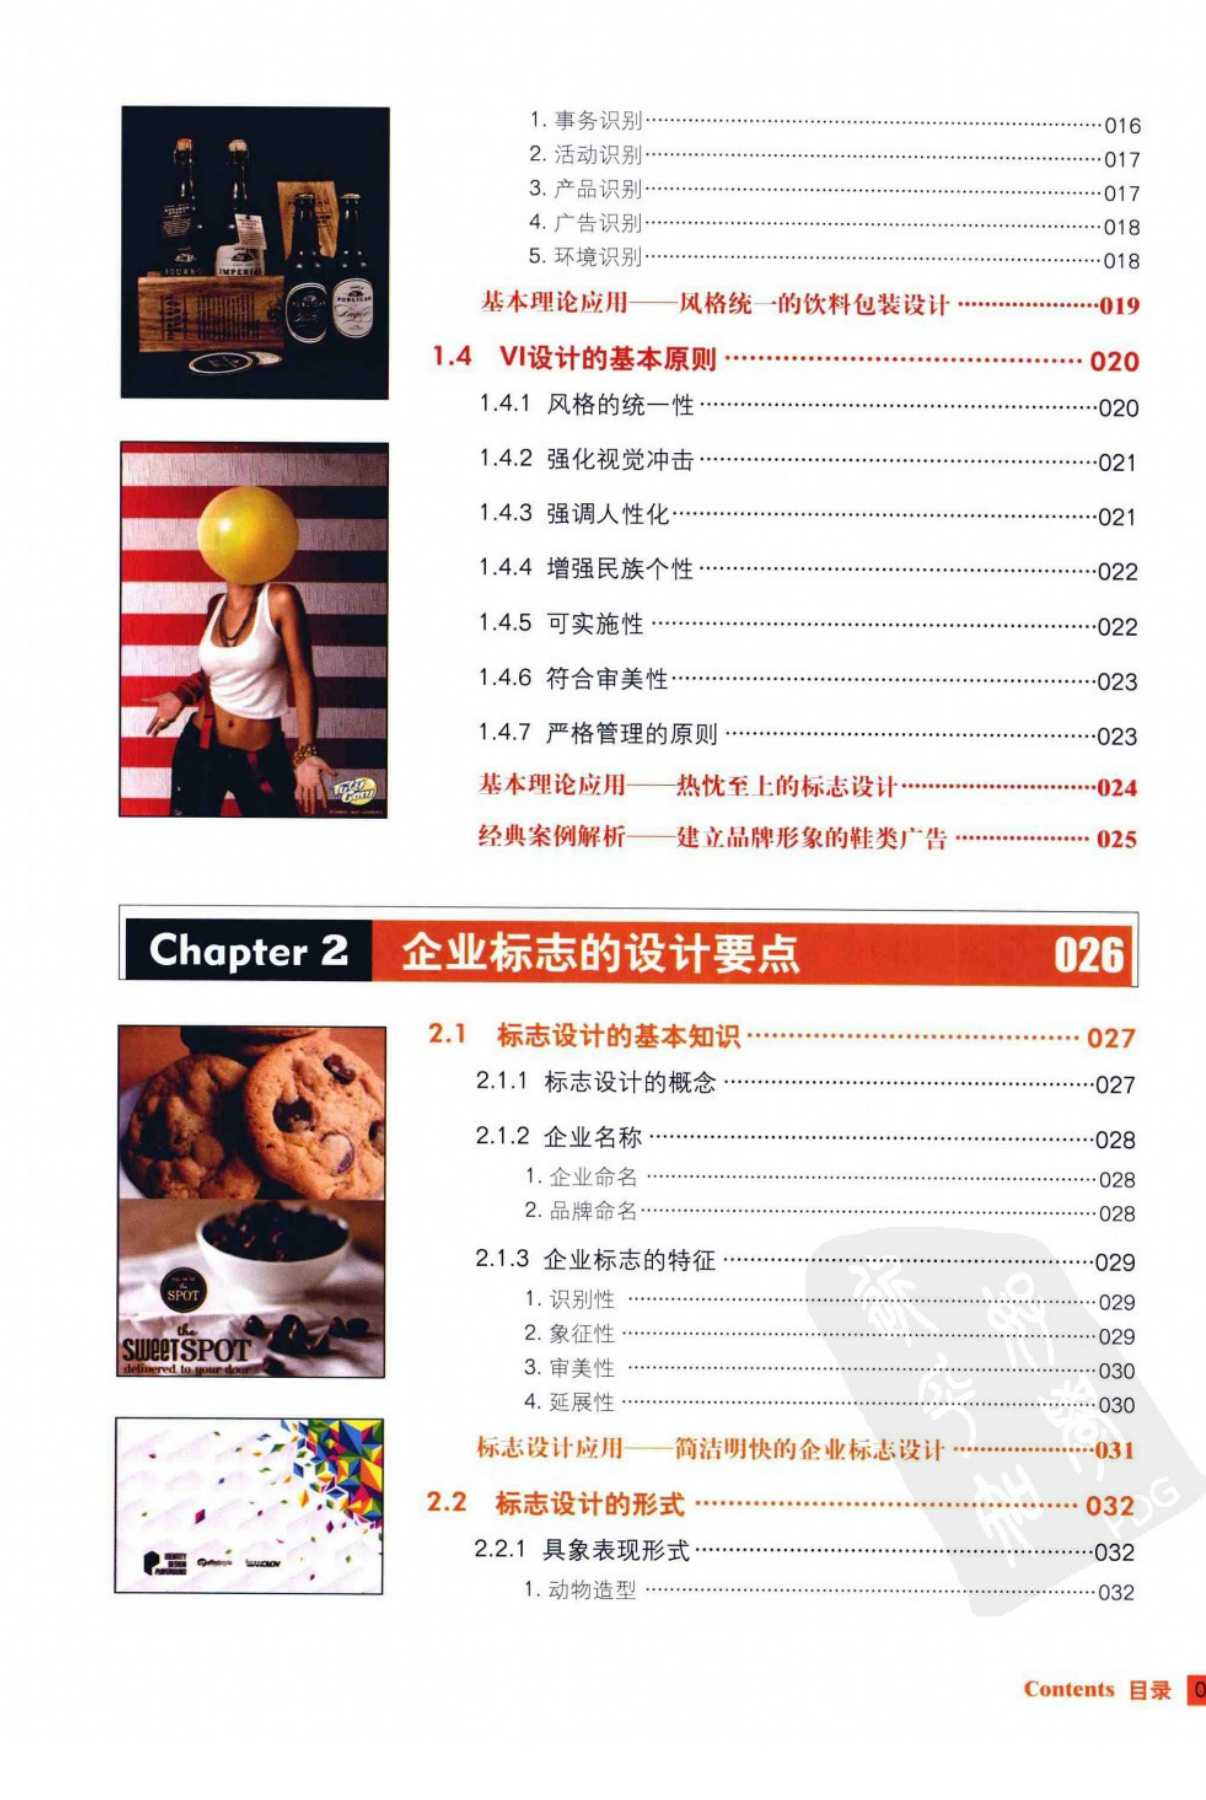 1. 事务识别……016
2. 活动识别……017
3. 产品识别……017
4. 广告识别……018
5. 环境识别……018
基本理论应用——风格统一的饮料包装设计……019
1.4 VI设计的基本原则……020
1.4.1 风格的统一性……020
1.4.2 强化视觉冲击……021
1.4.3 强调人性化……021
1.4.4 增强民族个性……022
1.4.5 可实施性……022
1.4.6 符合审美性……023
1.4.7 严格管理的原则……023
基本理论应用——热忱至上的标志设计……024
经典案例解析——建立品牌形象的鞋类广告……025
Chapter 2 企业标志的设计要点 026
2.1 标志设计的基本知识……027
2.1.1 标志设计的概念……027
2.1.2 企业名称……028
1. 企业命名……028
2. 品牌命名……028
2.1.3 企业标志的特征……029
1. 识别性……029
2. 象征性……029
3. 审美性……030
4. 延展性……030
标志设计应用——简洁明快的企业标志设计……031
2.2 标志设计的形式……032
2.2.1 具象表现形式……032
1. 动物造型……032
IMPERIAL
SPOT
the
SWEETSPOT
delivered to your door
IDENTITY
DESIGN
PDG
Contents 目录 0